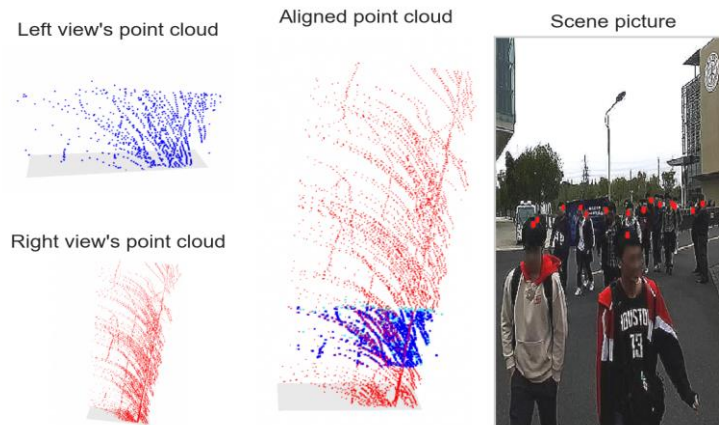 Left view's point cloud
Aligned point cloud
Scene picture
Right view's point cloud
HOUSTON
13